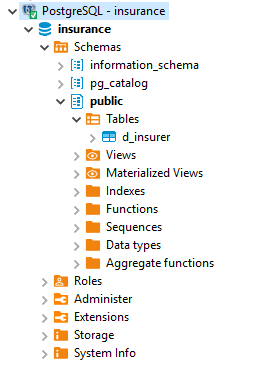 PostgreSQL - insurance
insurance
Schemas
information_schema
pg_catalog
public
Tables
d_insurer
Views
Materialized Views
Indexes
Functions
Sequences
Data types
Aggregate functions
Roles
Administer
Extensions
Storage
System Info